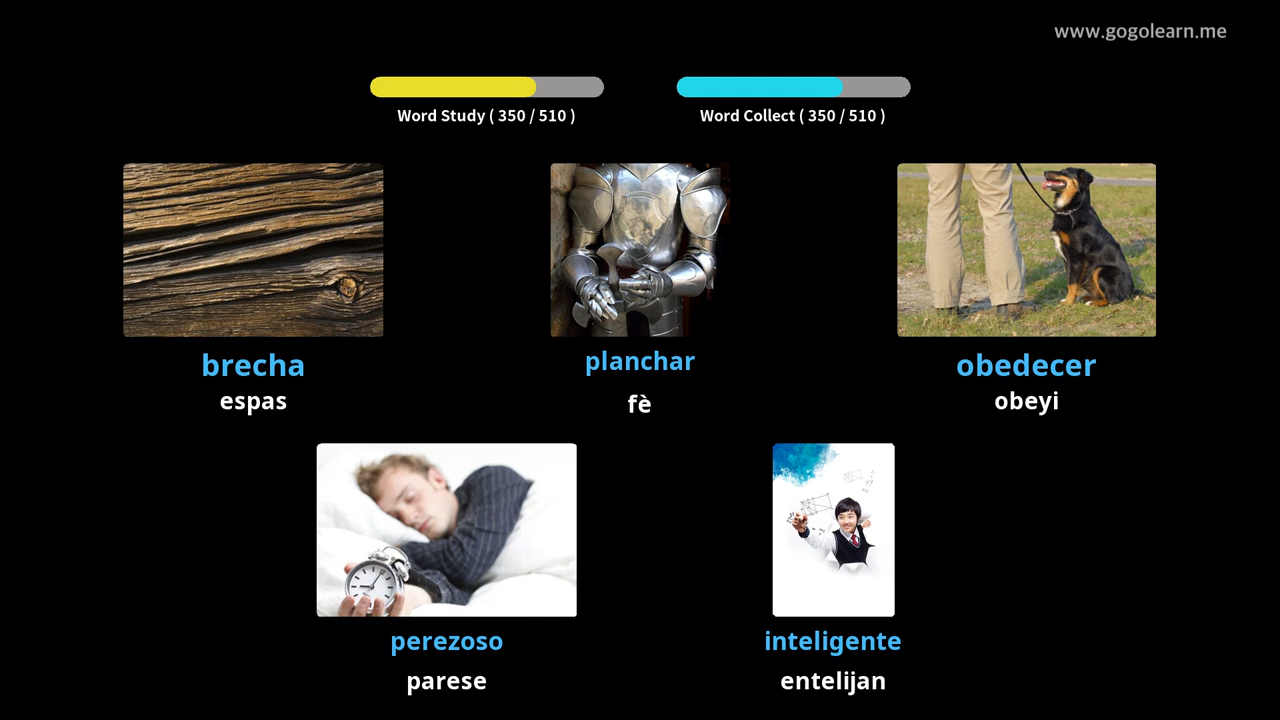 www.gogolearn.me
Word Study ( 350 / 510 )
Word Collect ( 350 / 510 )
brecha
espas
planchar
fè
obedecer
obeyi
perezoso
parese
inteligente
entelijan